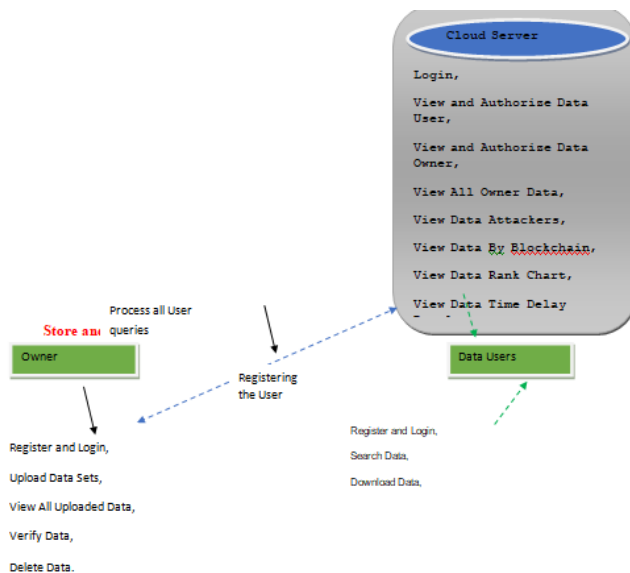 Cloud Server
Login,
View and Authorize Data
User,
View and Authorize Data
Owner,
View All Owner Data,
View Data Attackers,
View Data By Blockchain,
View Data Rank Chart,
View Data Time Delay
Process all User
queries
Store and
Owner
Registering
the User
Data Users
Register and Login,
Upload Data Sets,
View All Uploaded Data,
Verify Data,
Delete Data.
Register and Login,
Search Data,
Download Data,